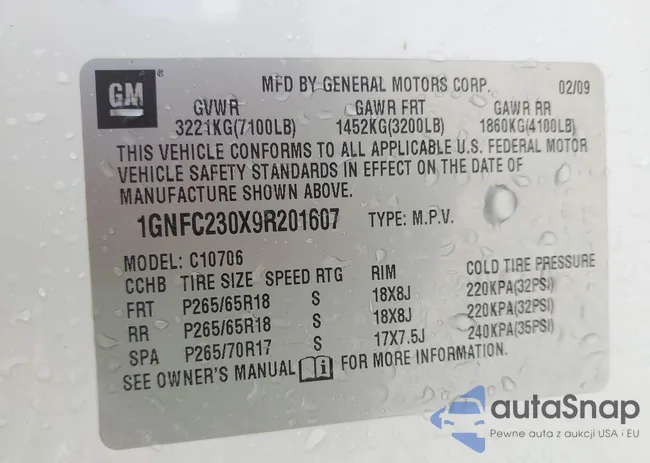 GM ®
MFD BY GENERAL MOTORS CORP. 02/09
GVWR GAWR FRT GAWR RR
3221KG(7100LB) 1452KG(3200LB) 1860KG(4100LB)
THIS VEHICLE CONFORMS TO ALL APPLICABLE U.S. FEDERAL MOTOR
VEHICLE SAFETY STANDARDS IN EFFECT ON THE DATE OF
MANUFACTURE SHOWN ABOVE.
1GNFC230X9R201607 TYPE: M.P.V.
MODEL: C10706
CCHB TIRE SIZE SPEED RTG RIM COLD TIRE PRESSURE
FRT P265/65R18 S 18X8J 220KPA(32PSI)
RR P265/65R18 S 18X8J 220KPA(32PSI)
SPA P265/70R17 S 17X7.5J 240KPA(35PSI)
SEE OWNER'S MANUAL i FOR MORE INFORMATION.
autaSnap
Pewne auta z aukcji USA i EU